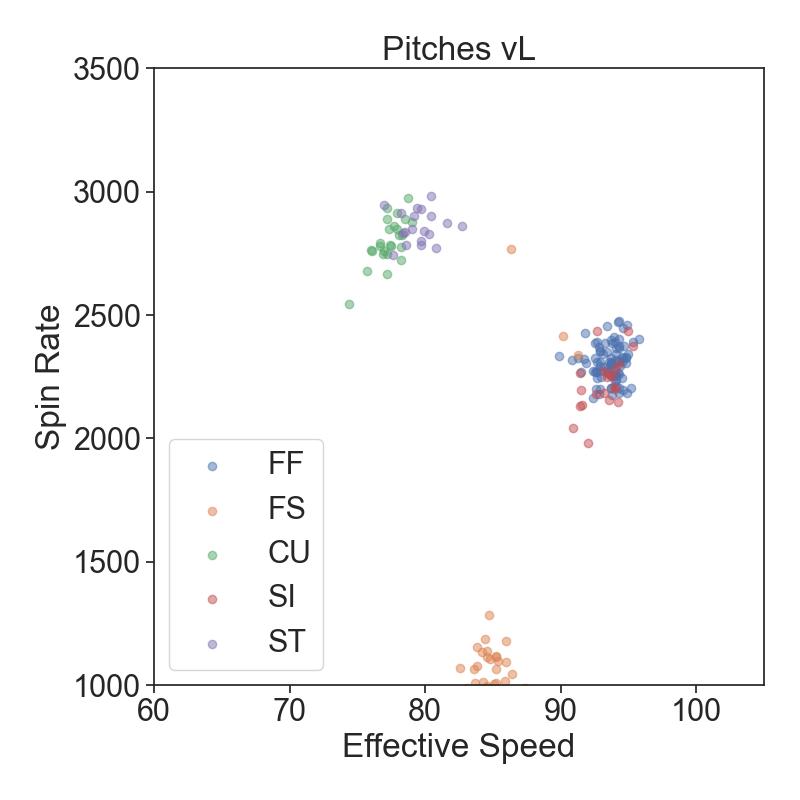 Pitches vL
3500
3000
2500
2000
1500
1000
Spin Rate
FF
FS
CU
SI
ST
60 70 80 90 100
Effective Speed